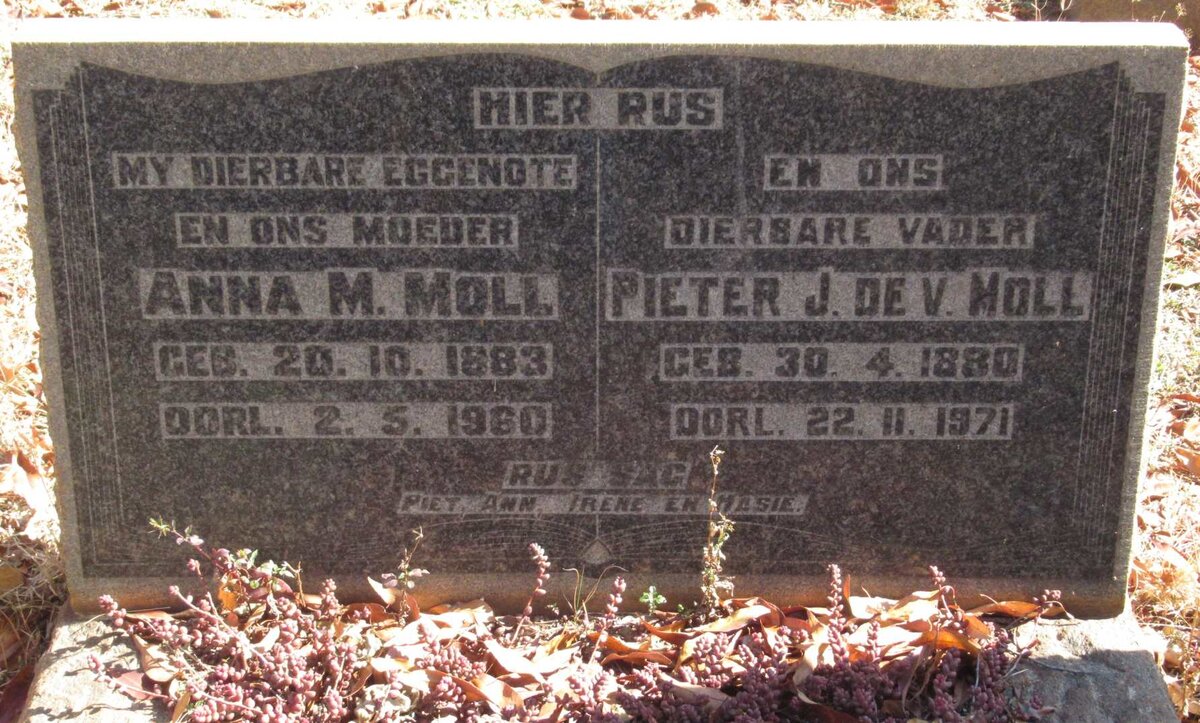 HIER RUS
MY DIERBARE EGGENOTE
EN ONS MOEDER
ANNA M. MOLL
GEB. 20. 10. 1883
OORL. 2. 5. 1960
EN ONS
DIERBARE VADER
PIETER J. DE V. MOLL
GEB. 30. 4. 1880
OORL. 22. 11. 1971
RUS SAG
PIET, ANN, IRENE EN